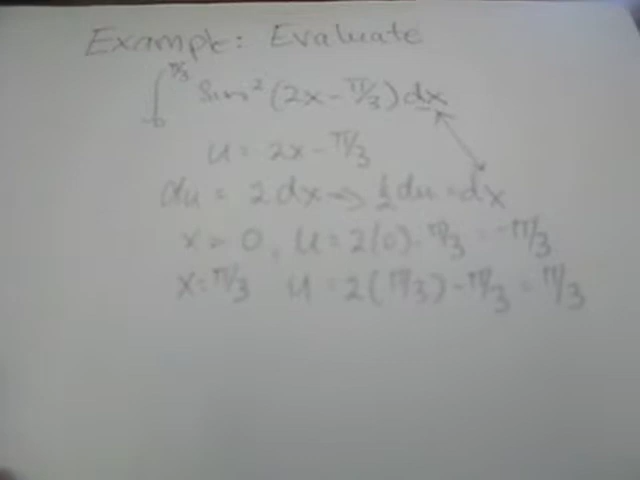 Example: Evaluate
∫₀^π/3 Sin² (2x - π/3) dx
u = 2x - π/3
du = 2 dx → ½ du = dx
x = 0, u = 2(0) - π/3 = -π/3
x = π/3 u = 2(π/3) - π/3 = π/3